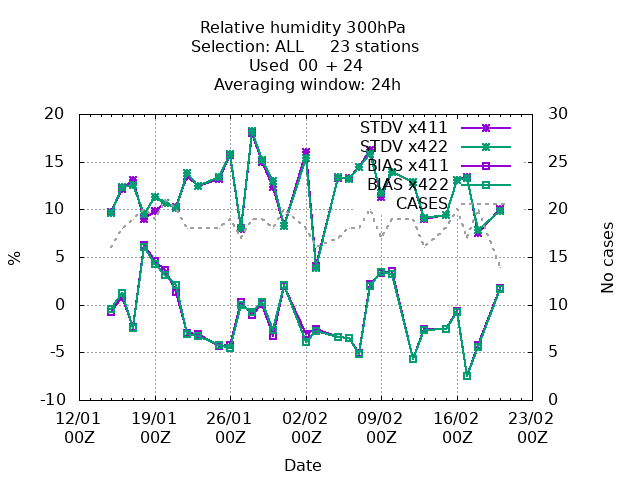 Relative humidity 300hPa
Selection: ALL 23 stations
Used 00 + 24
Averaging window: 24h
20
15
10
5
0
-5
-10
%
30
25
20
15
10
5
0
No cases
STDV x411
STDV x422
BIAS x411
BIAS x422
CASES
12/01 19/01 26/01 02/02 09/02 16/02 23/02
00Z 00Z 00Z 00Z 00Z 00Z 00Z
Date